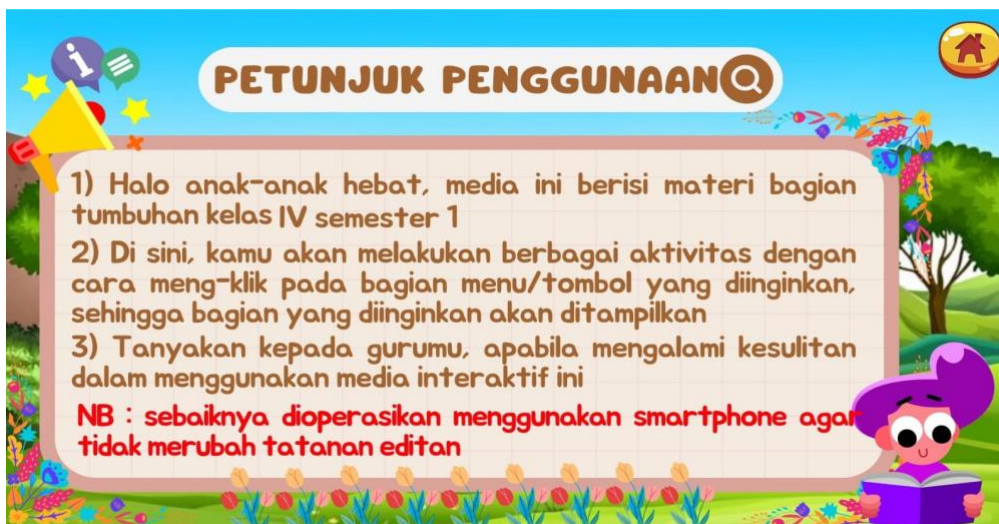 PETUNJUK PENGGUNAAN
1) Halo anak-anak hebat, media ini berisi materi bagian
tumbuhan kelas IV semester 1
2) Di sini, kamu akan melakukan berbagai aktivitas dengan
cara meng-klik pada bagian menu/tombol yang diinginkan,
sehingga bagian yang diinginkan akan ditampilkan
3) Tanyakan kepada gurumu, apabila mengalami kesulitan
dalam menggunakan media interaktif ini
NB : sebaiknya dioperasikan menggunakan smartphone agar
tidak merubah tatanan editan